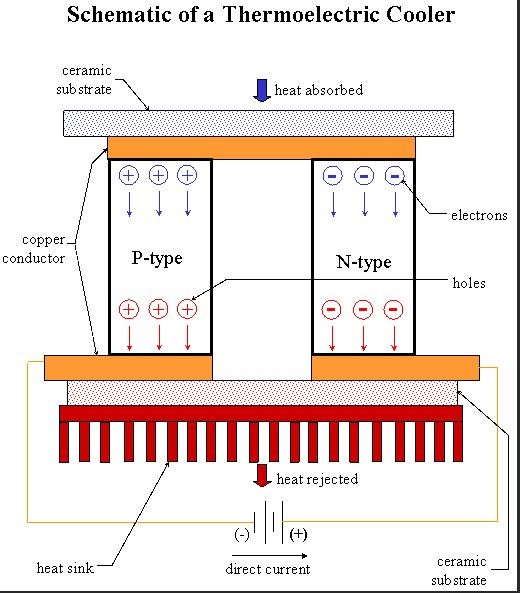 Schematic of a Thermoelectric Cooler
ceramic
substrate
heat absorbed
electrons
copper
conductor
P-type
N-type
holes
heat rejected
(-)
(+)
direct current
heat sink
ceramic
substrate